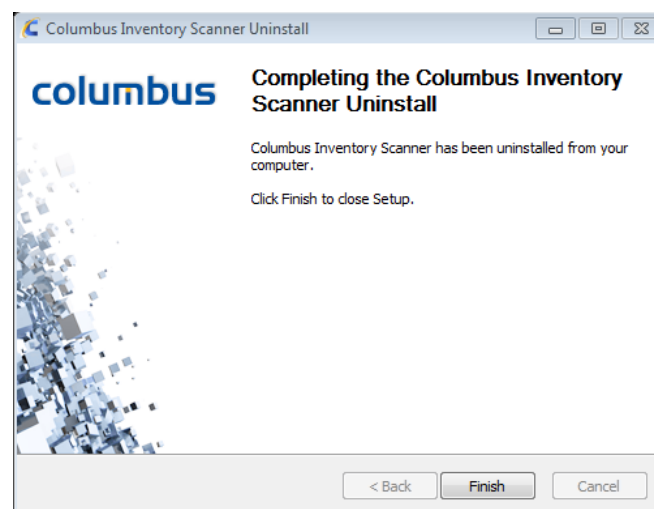 Columbus Inventory Scanner Uninstall
columbus
Completing the Columbus Inventory
Scanner Uninstall
Columbus Inventory Scanner has been uninstalled from your
computer.
Click Finish to close Setup.
< Back
Finish
Cancel